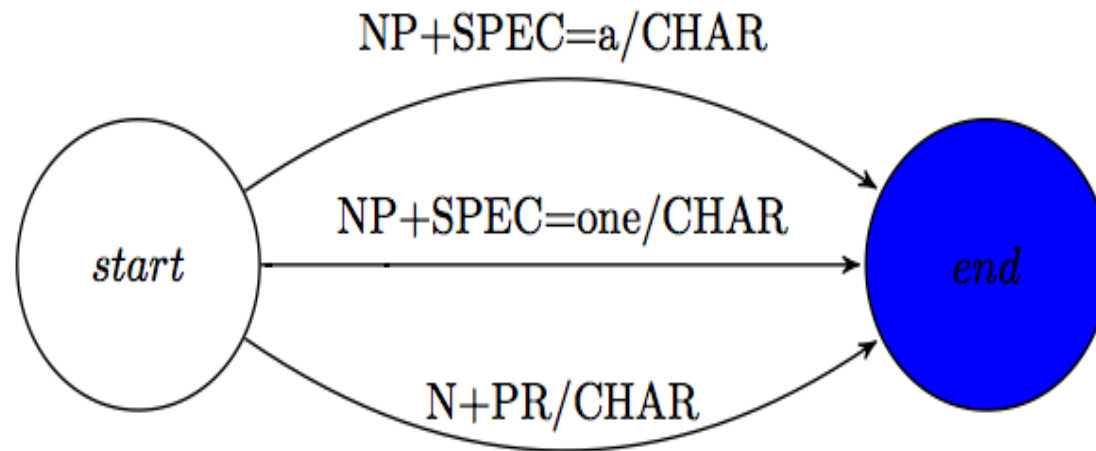 NP+SPEC=a/CHAR
NP+SPEC=one/CHAR
start
end
N+PR/CHAR